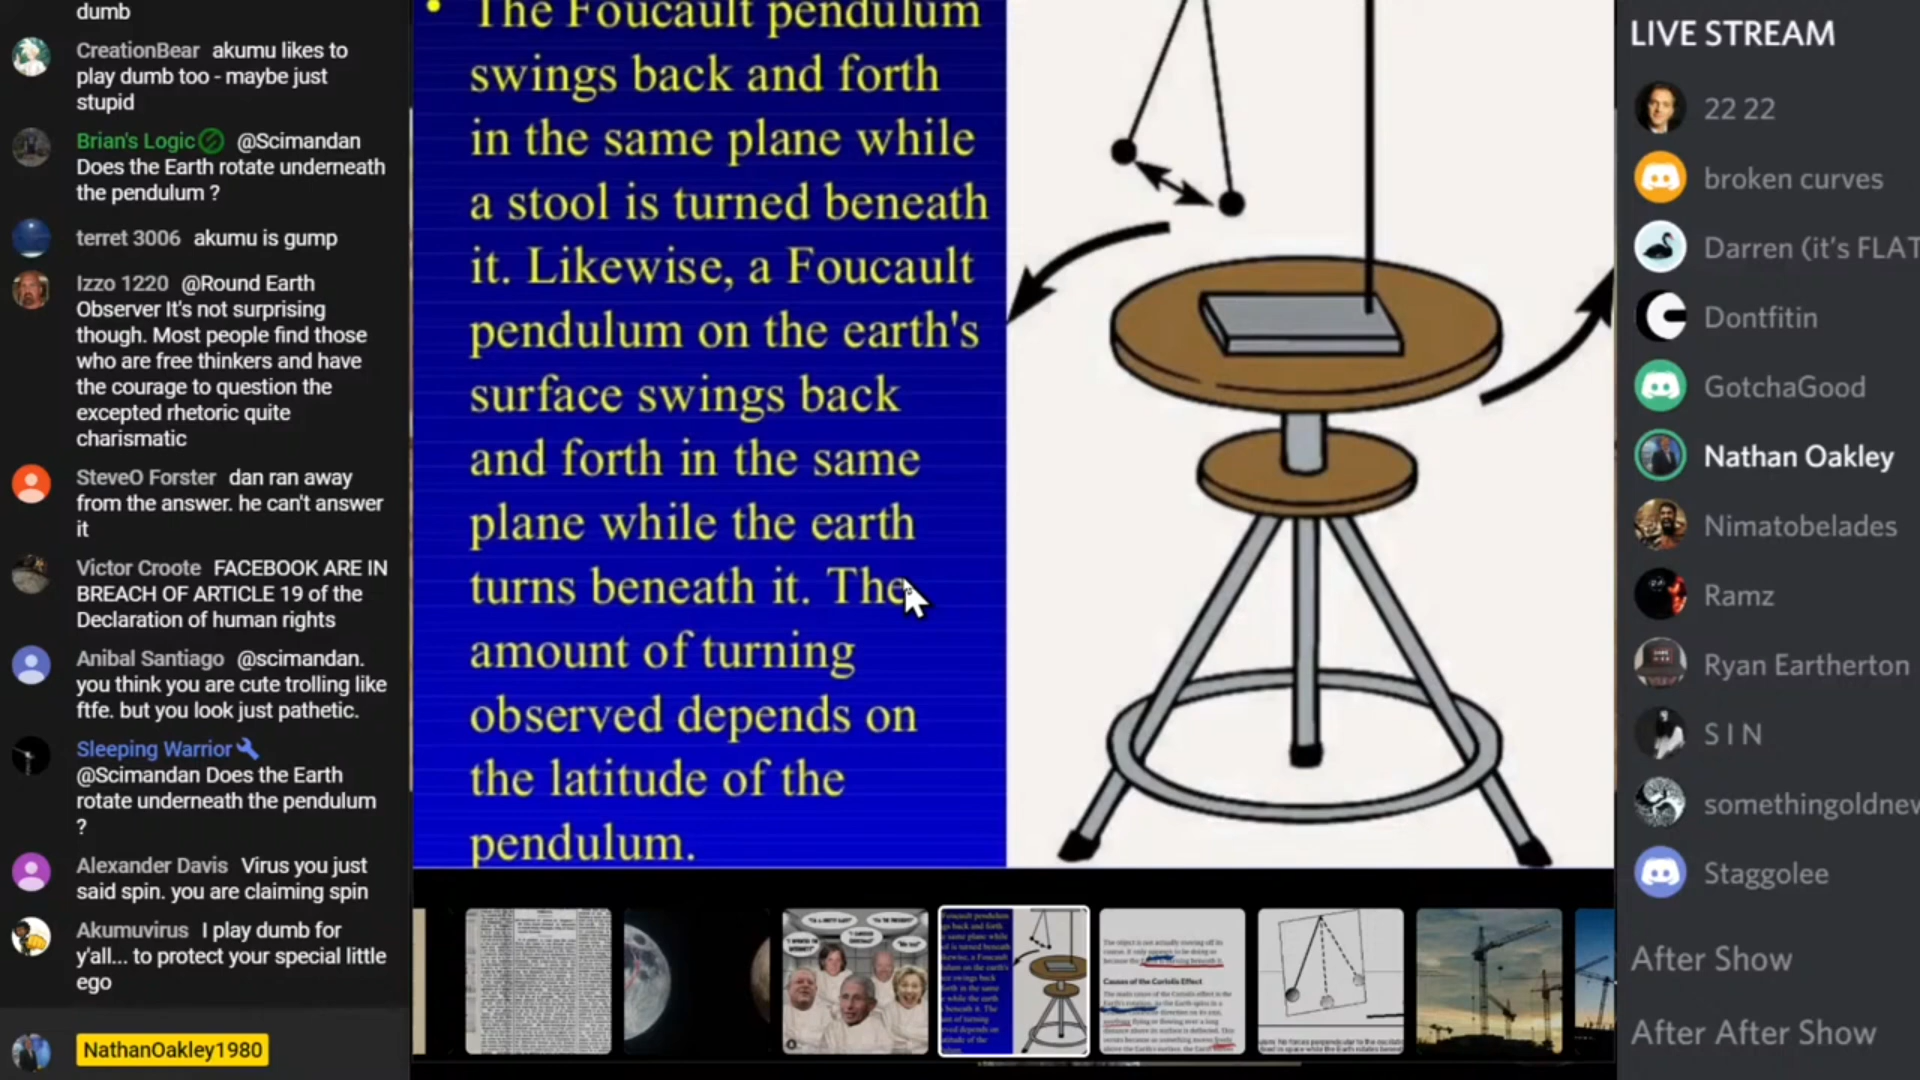 dumb
CreationBear akumu likes to
play dumb too - maybe just
stupid
Brian's Logic @Scimandan
Does the Earth rotate underneath
the pendulum ?
terret 3006 akumu is gump
Izzo 1220 @Round Earth
Observer It's not surprising
though. Most people find those
who are free thinkers and have
the courage to question the
excepted rhetoric quite
charismatic
SteveO Forster dan ran away
from the answer. he can't answer
it
Victor Croote FACEBOOK ARE IN
BREACH OF ARTICLE 19 of the
Declaration of human rights
Anibal Santiago @scimandan.
you think you are cute trolling like
ftfe. but you look just pathetic.
Sleeping Warrior
@Scimandan Does the Earth
rotate underneath the pendulum
?
Alexander Davis Virus you just
said spin. you are claiming spin
Akumuvirus I play dumb for
y'all... to protect your special little
ego
NathanOakley1980
• The Foucault pendulum
swings back and forth
in the same plane while
a stool is turned beneath
it. Likewise, a Foucault
pendulum on the earth's
surface swings back
and forth in the same
plane while the earth
turns beneath it. The
amount of turning
observed depends on
the latitude of the
pendulum.
Causes of the Coriolis Effect
LIVE STREAM
22 22
broken curves
Darren (it's FLAT
Dontfitin
GotchaGood
Nathan Oakley
Nimatobelades
Ramz
Ryan Eartherton
S I N
somethingoldnew
Staggolee
After Show
After After Show